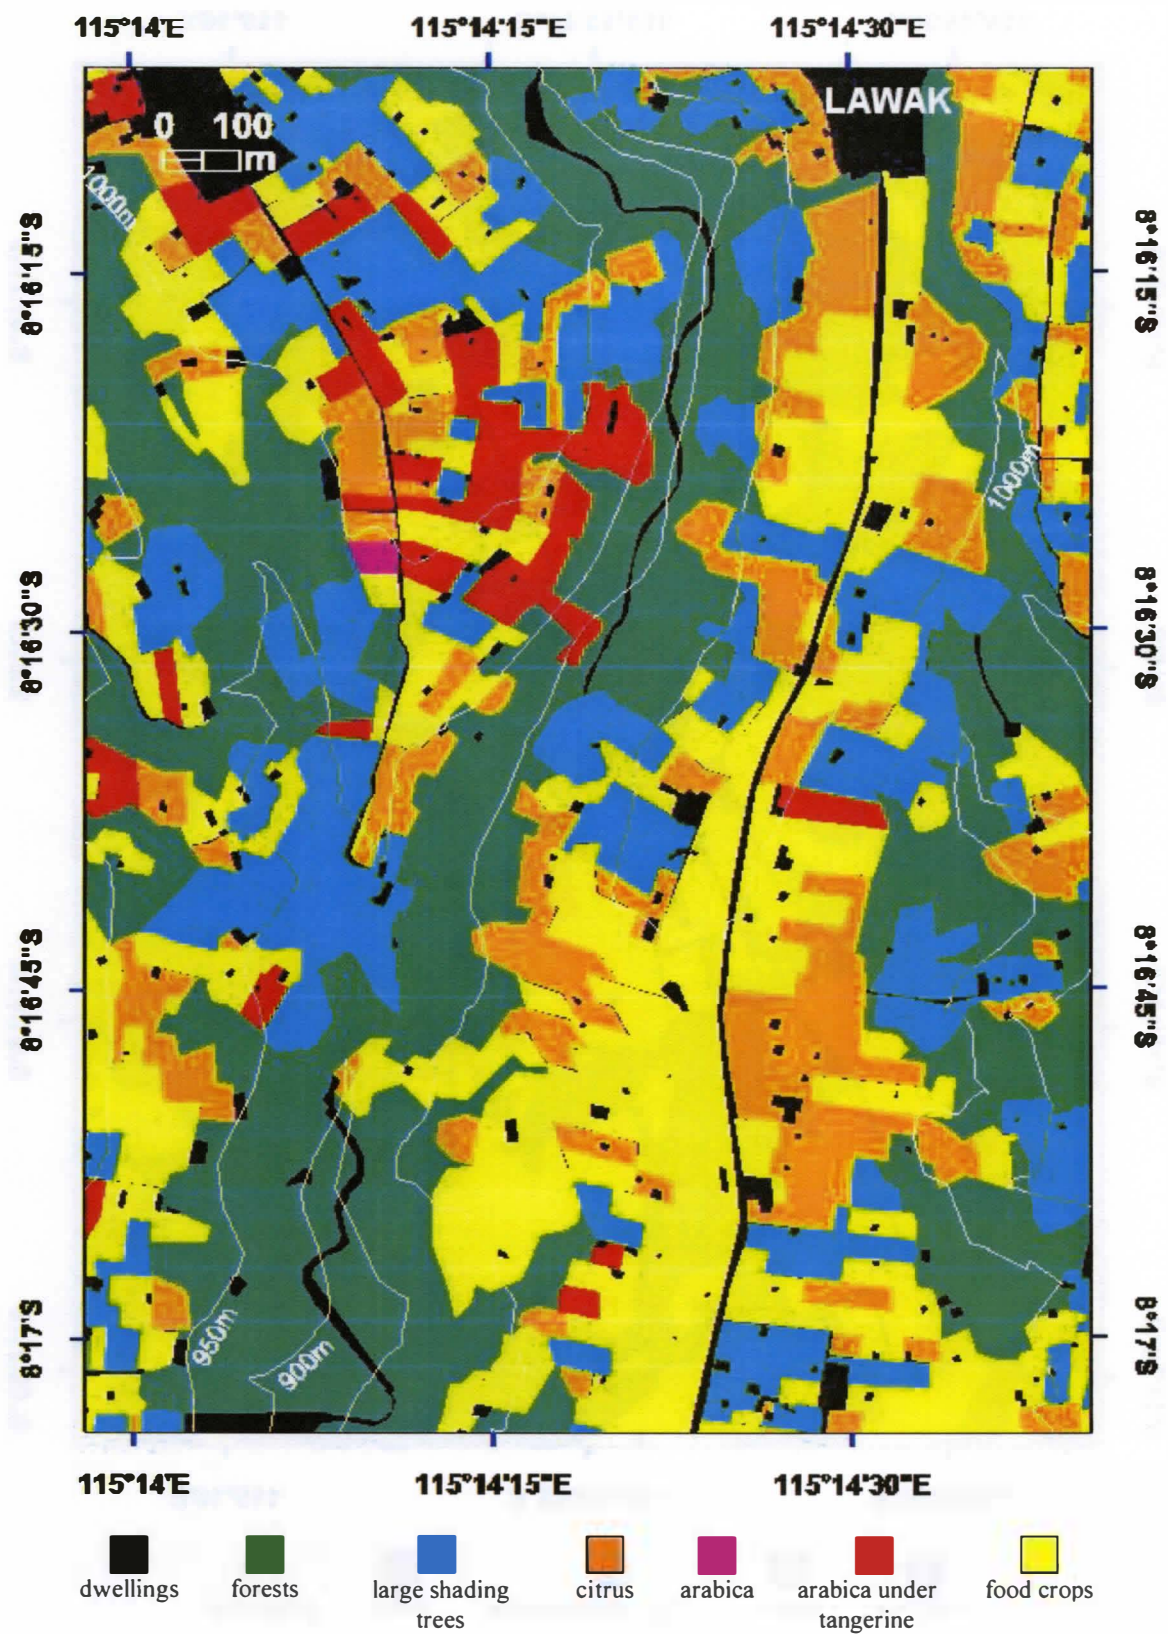 115°14'E 115°14'15"E 115°14'30"E
LAWAK
0 100
m
1000m
8°16'15"S 8°16'15"S
1000m
8°16'30"S 8°16'30"S
8°16'45"S 8°16'45"S
8°17'S 8°17'S
950m
900m
115°14'E 115°14'15"E 115°14'30"E
dwellings forests large shading citrus arabica arabica under food crops
trees tangerine